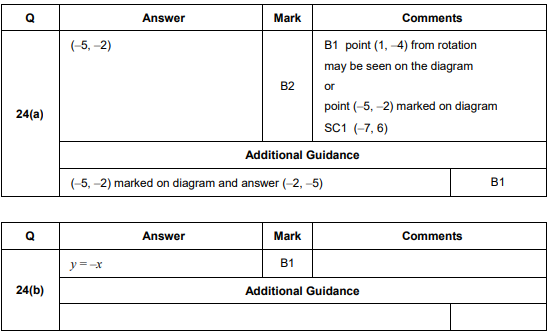 Q Answer Mark Comments
24(a) (–5, –2) B2 B1 point (1, –4) from rotation
may be seen on the diagram
or
point (–5, –2) marked on diagram
SC1 (–7, 6)
Additional Guidance
(–5, –2) marked on diagram and answer (–2, –5) B1
Q Answer Mark Comments
24(b) y = –x B1
Additional Guidance